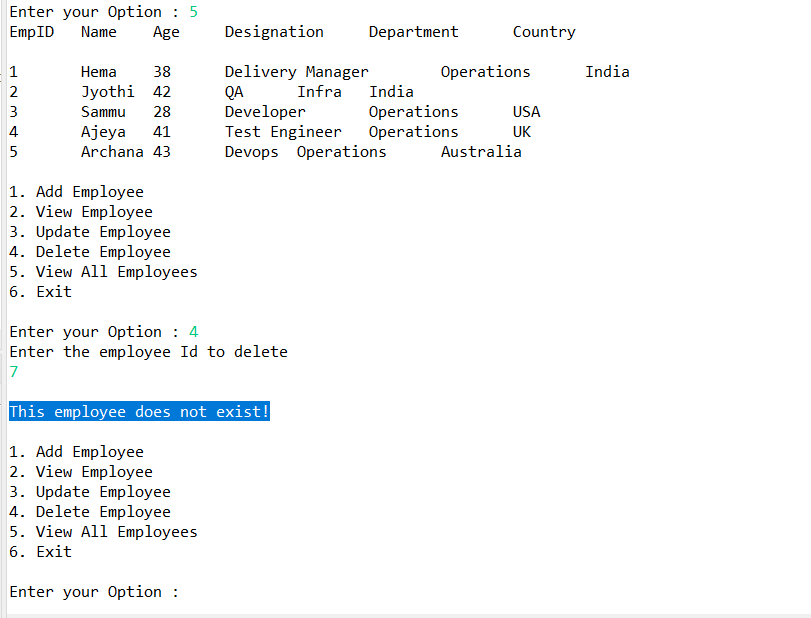 Enter your Option : 5
EmpID   Name    Age     Designation     Department      Country
1       Hema    38      Delivery Manager        Operations      India
2       Jyothi  42      QA      Infra   India
3       Sammu   28      Developer       Operations      USA
4       Ajeya   41      Test Engineer   Operations      UK
5       Archana 43      Devops  Operations      Australia
1. Add Employee
2. View Employee
3. Update Employee
4. Delete Employee
5. View All Employees
6. Exit
Enter your Option : 4
Enter the employee Id to delete
7
This employee does not exist!
1. Add Employee
2. View Employee
3. Update Employee
4. Delete Employee
5. View All Employees
6. Exit
Enter your Option :